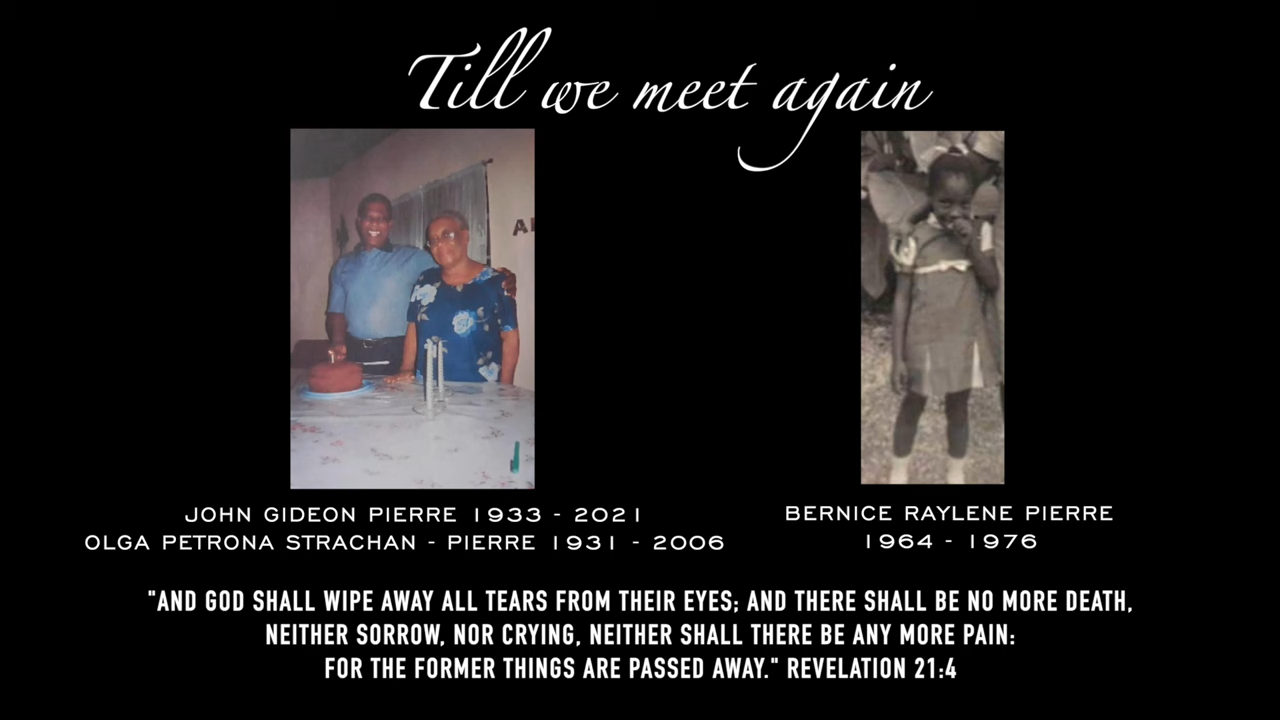 Till we meet again
A
JOHN GIDEON PIERRE 1933 - 2021
OLGA PETRONA STRACHAN - PIERRE 1931 - 2006
BERNICE RAYLENE PIERRE
1964 - 1976
"AND GOD SHALL WIPE AWAY ALL TEARS FROM THEIR EYES; AND THERE SHALL BE NO MORE DEATH,
NEITHER SORROW, NOR CRYING, NEITHER SHALL THERE BE ANY MORE PAIN:
FOR THE FORMER THINGS ARE PASSED AWAY." REVELATION 21:4